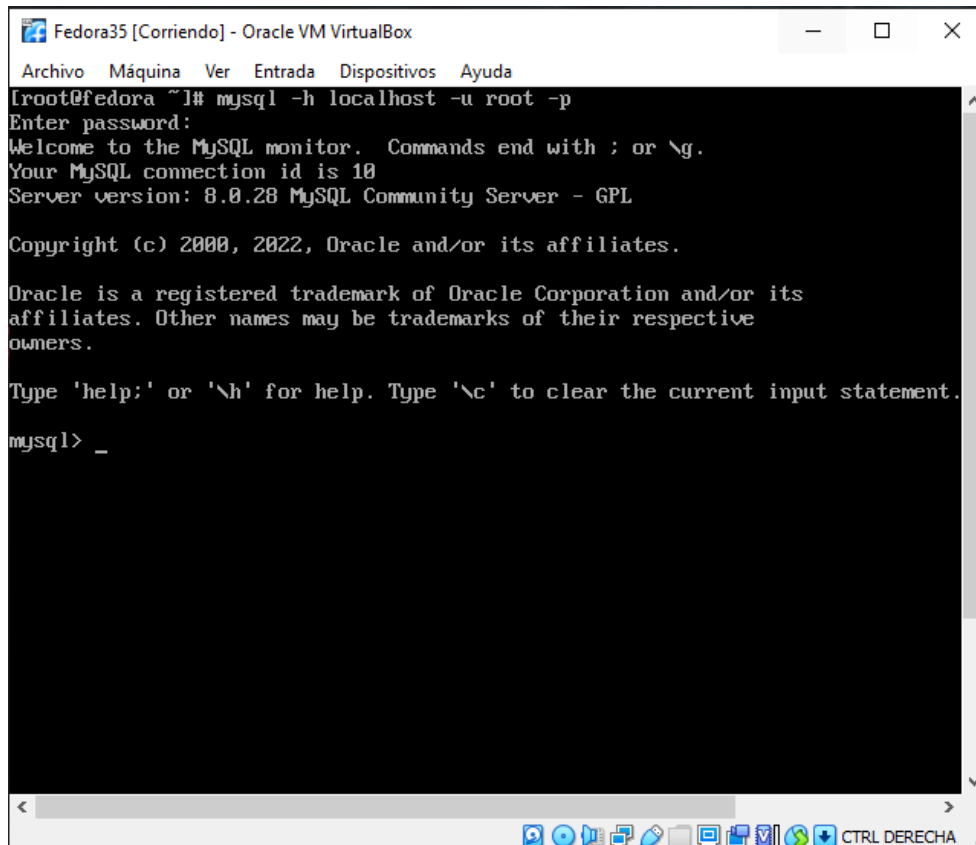 Fedora35 [Corriendo] - Oracle VM VirtualBox
Archivo Máquina Ver Entrada Dispositivos Ayuda
[root@fedora ~]# mysql -h localhost -u root -p
Enter password:
Welcome to the MySQL monitor.  Commands end with ; or \g.
Your MySQL connection id is 10
Server version: 8.0.28 MySQL Community Server - GPL
Copyright (c) 2000, 2022, Oracle and/or its affiliates.
Oracle is a registered trademark of Oracle Corporation and/or its
affiliates. Other names may be trademarks of their respective
owners.
Type 'help;' or '\h' for help. Type '\c' to clear the current input statement.
mysql> _
CTRL DERECHA